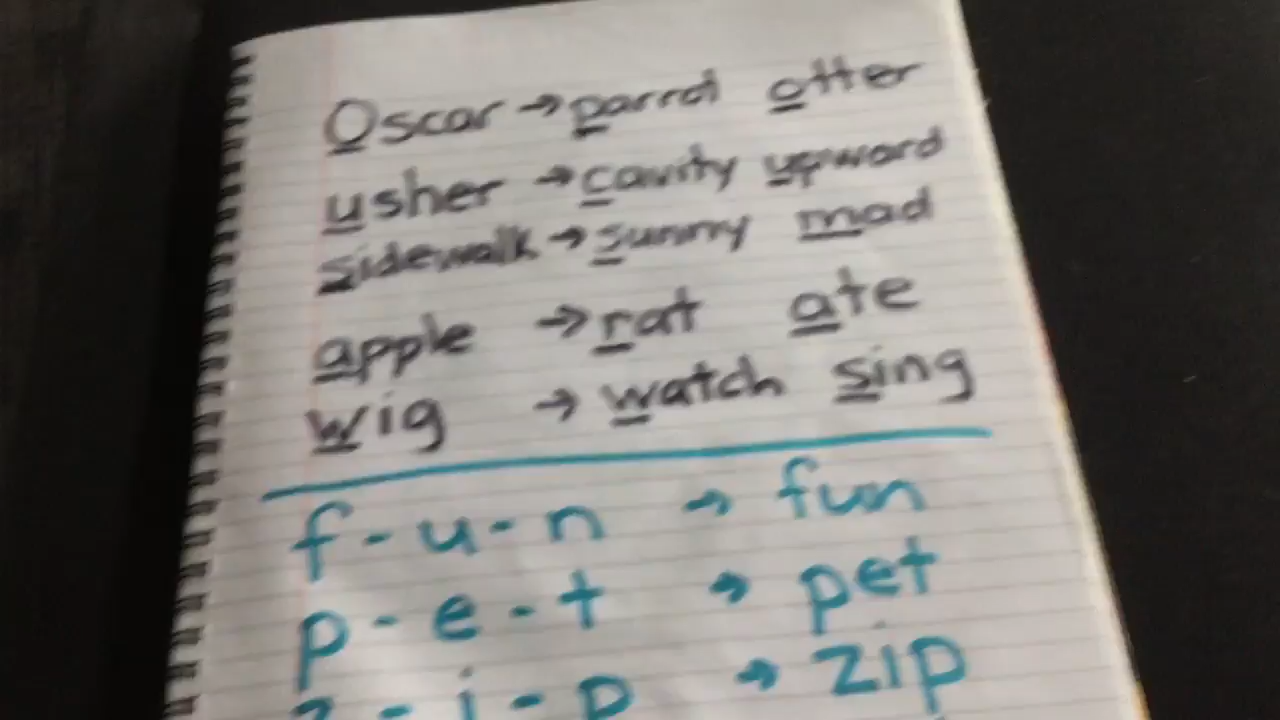 Oscar → parrot otter
usher → cavity upward
sidewalk → sunny mad
apple → rat ate
wig → watch sing
f - u - n → fun
p - e - t → pet
z - i - p → zip